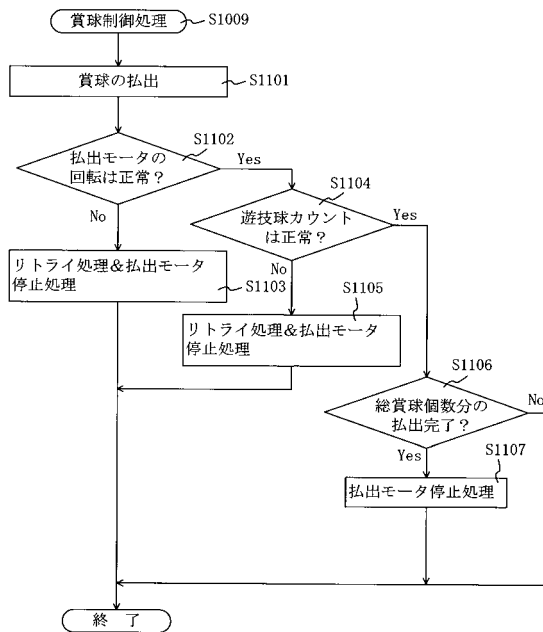 賞球制御処理
S1009
賞球の払出
S1101
S1102
払出モータの
回転は正常？
Yes
No
S1104
遊技球カウント
は正常？
Yes
No
リトライ処理&払出モータ
停止処理
S1103
S1105
リトライ処理&払出モータ
停止処理
S1106
総賞球個数分の
払出完了？
No
Yes
S1107
払出モータ停止処理
終 了